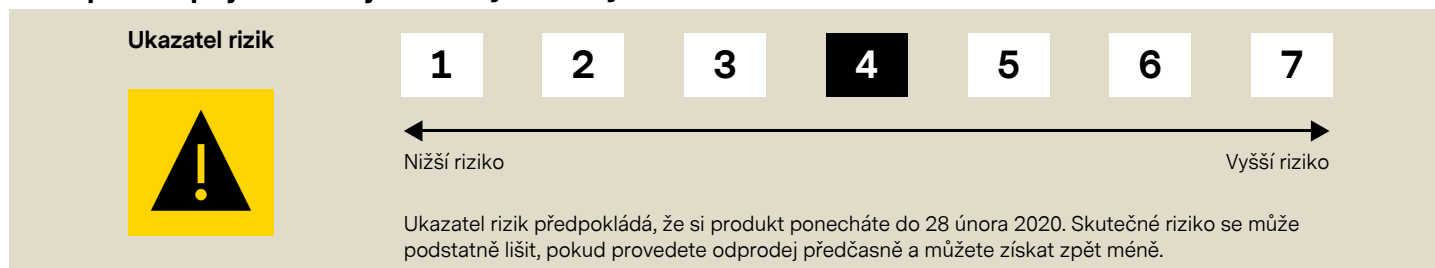 Ukazatel rizik
1 2 3 4 5 6 7
Nižší riziko Vyšší riziko
Ukazatel rizik předpokládá, že si produkt ponecháte do 28 února 2020. Skutečné riziko se může
podstatně lišit, pokud provedete odprodej předčasně a můžete získat zpět méně.